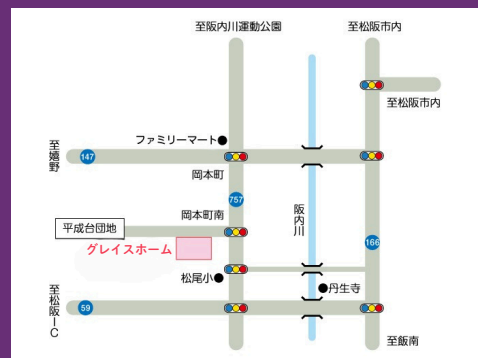 至阪内川運動公園
至松阪市内
至松阪市内
ファミリーマート
至嬉野
147
岡本町
757
岡本町南
阪内川
平成台団地
グレイスホーム
166
松尾小
丹生寺
至松阪IC
59
至飯南